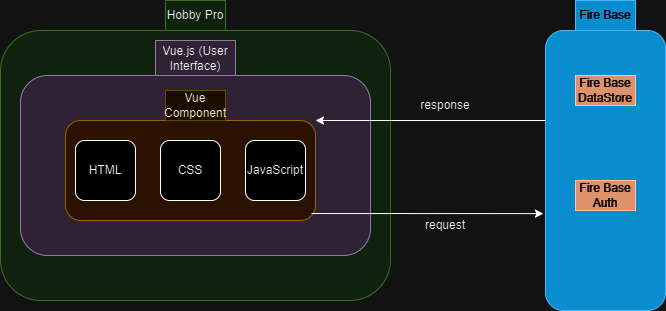 Hobby Pro
Fire Base
Vue.js (User
Interface)
Fire Base
DataStore
Vue
Component
response
HTML
CSS
JavaScript
Fire Base
Auth
request